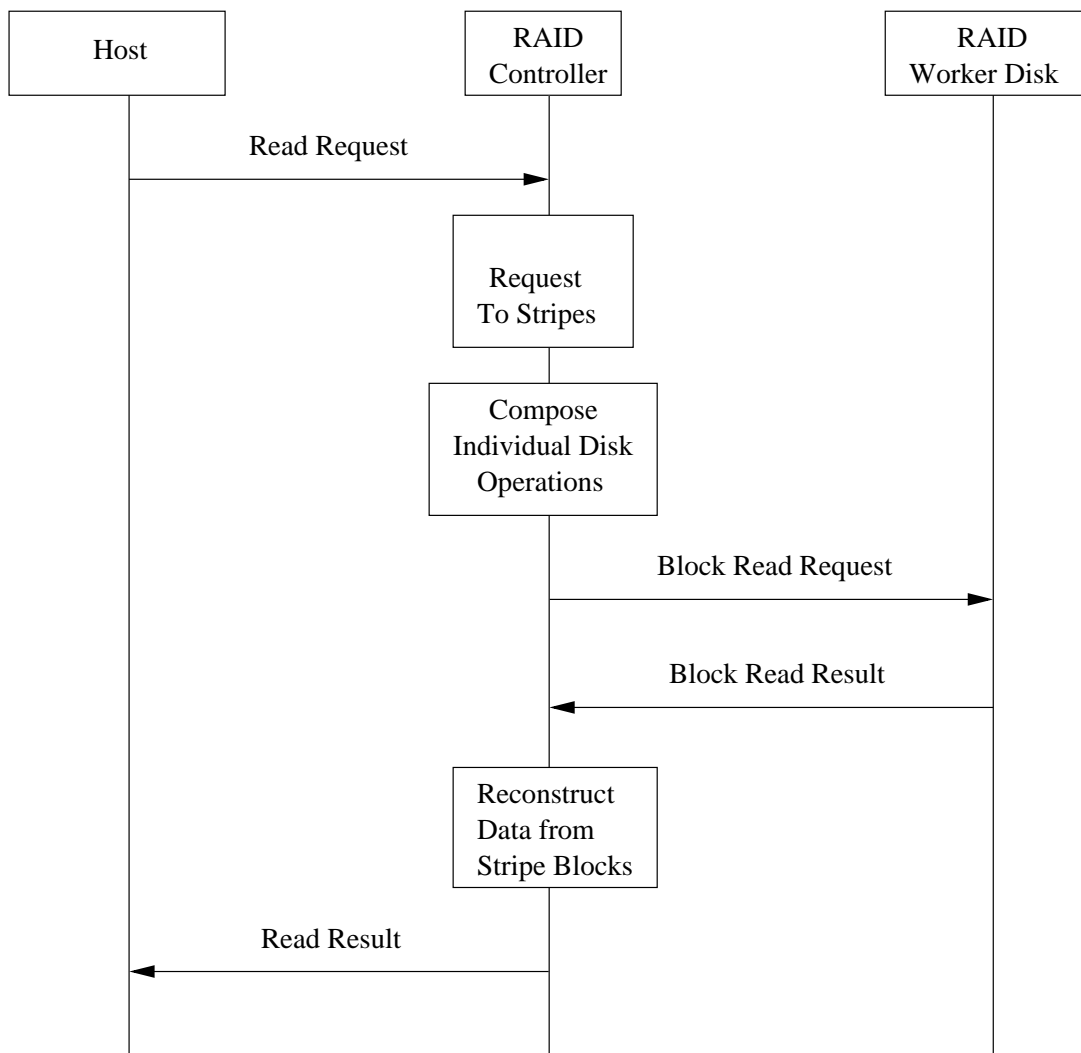 Host
RAID
Controller
RAID
Worker Disk
Read Request
Request
To Stripes
Compose
Individual Disk
Operations
Block Read Request
Block Read Result
Reconstruct
Data from
Stripe Blocks
Read Result